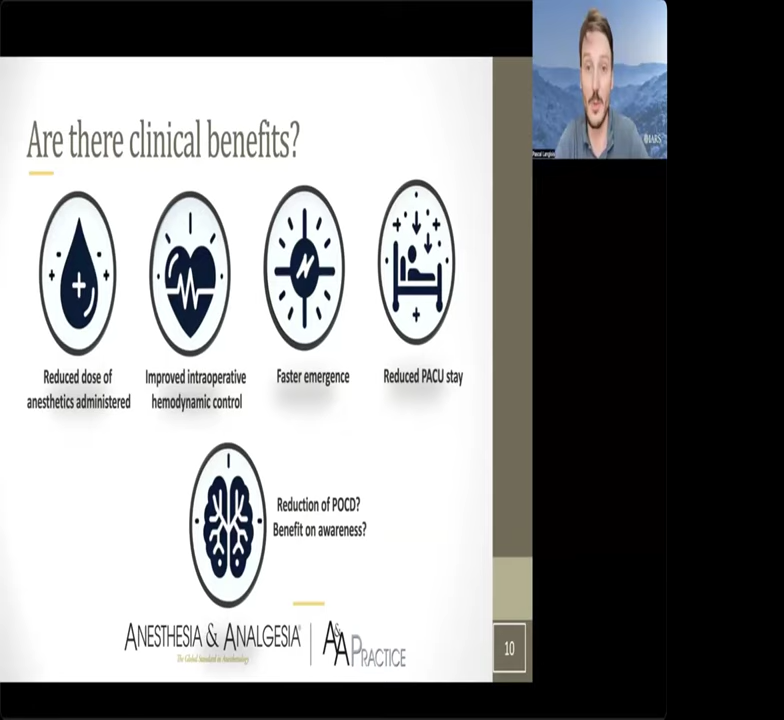 Are there clinical benefits?
Reduced dose of
anesthetics administered
Improved intraoperative
hemodynamic control
Faster emergence
Reduced PACU stay
Reduction of POCD?
Benefit on awareness?
ANESTHESIA & ANALGESIA
The Global Standard in Anesthesiology
A&A PRACTICE
10
IARS